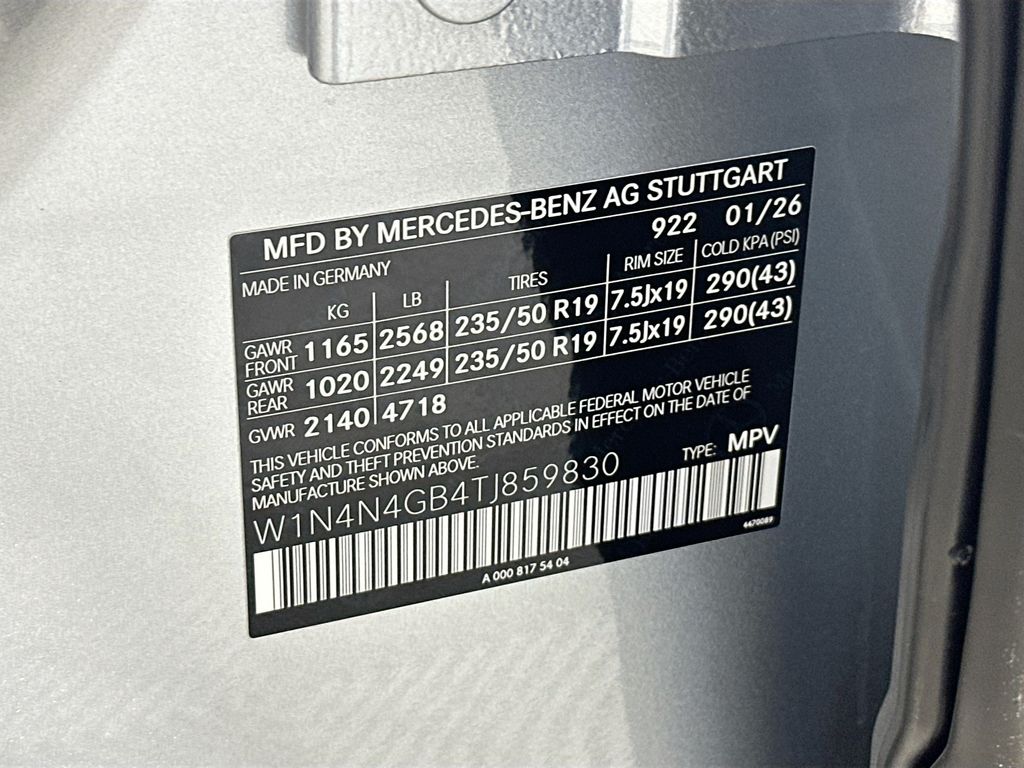 MFD BY MERCEDES-BENZ AG STUTTGART
MADE IN GERMANY 922 01/26
KG LB TIRES RIM SIZE COLD KPA (PSI)
GAWR FRONT 1165 2568 235/50 R19 7.5Jx19 290(43)
GAWR REAR 1020 2249 235/50 R19 7.5Jx19 290(43)
GVWR 2140 4718
THIS VEHICLE CONFORMS TO ALL APPLICABLE FEDERAL MOTOR VEHICLE
SAFETY AND THEFT PREVENTION STANDARDS IN EFFECT ON THE DATE OF
MANUFACTURE SHOWN ABOVE. TYPE: MPV
W1N4N4GB4TJ859830
4470089
A 000 817 54 04